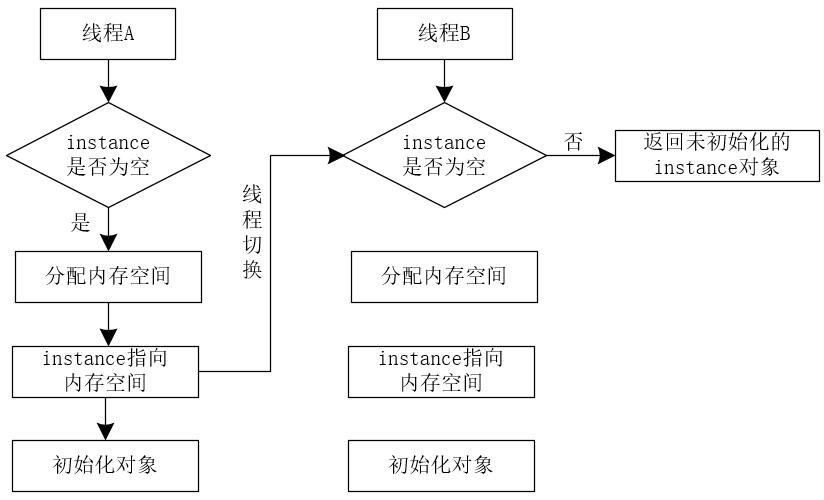 线程A
instance
是否为空
是
分配内存空间
instance指向
内存空间
初始化对象
线程切换
线程B
instance
是否为空
否
返回未初始化的
instance对象
分配内存空间
instance指向
内存空间
初始化对象